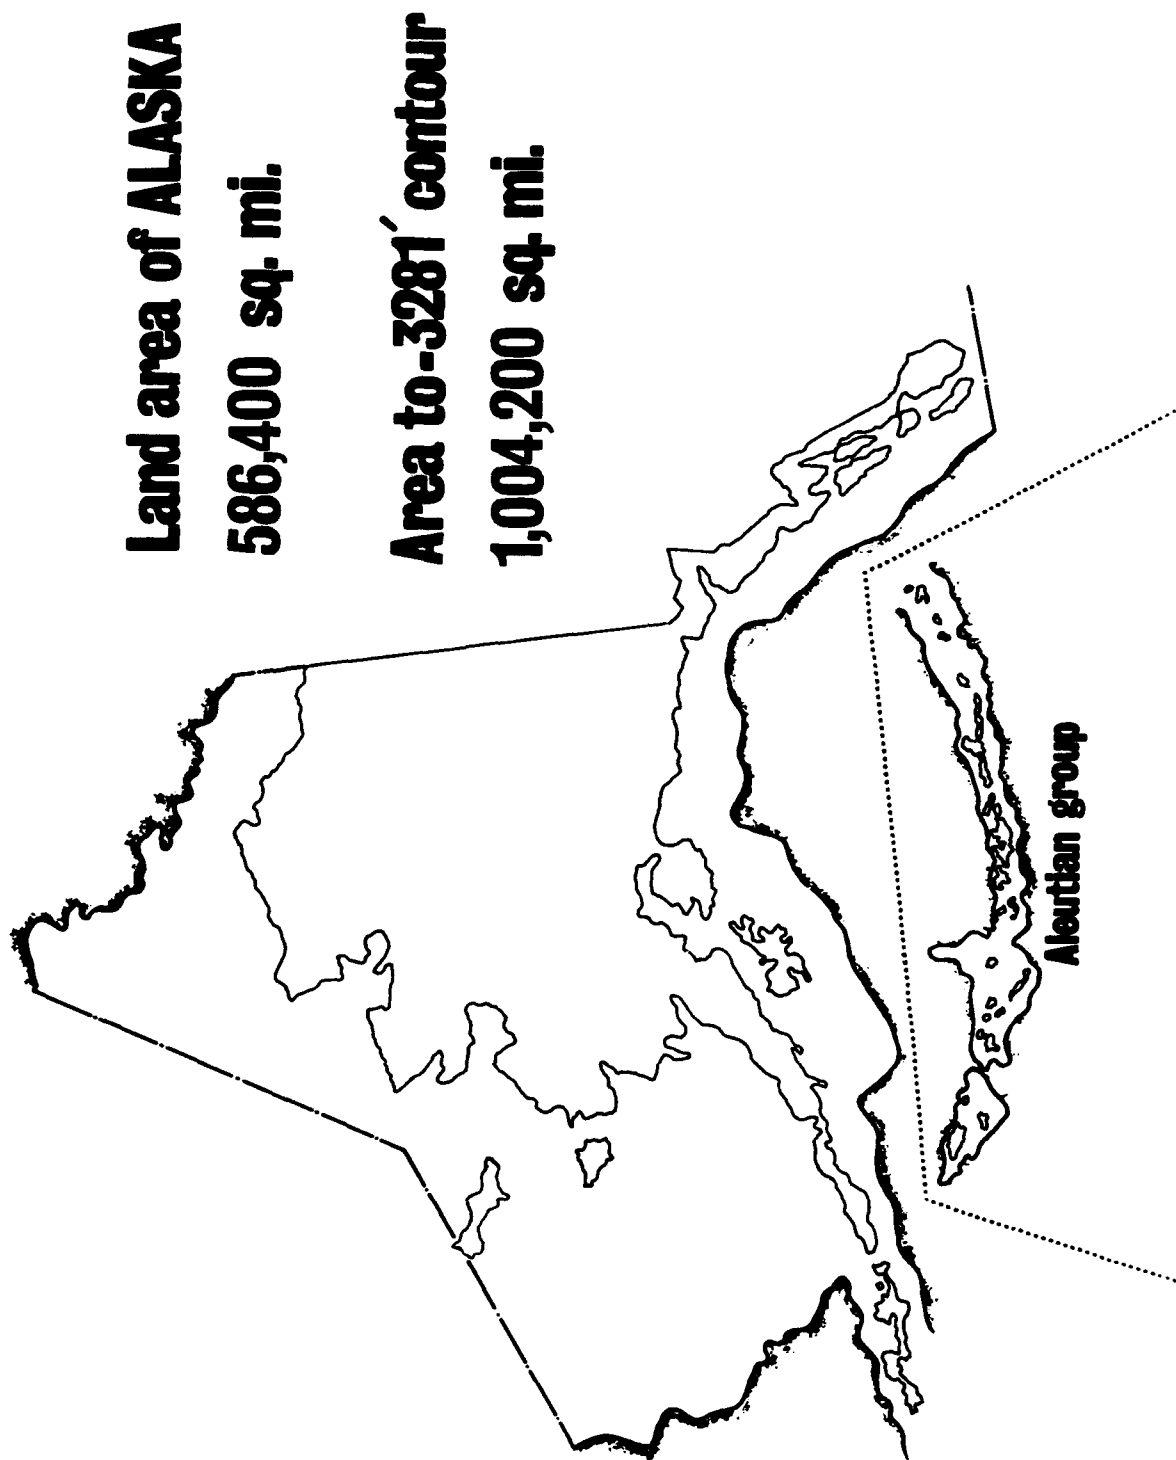 Land area of ALASKA
586,400 sq. mi.
Area to -3281′ contour
1,004,200 sq. mi.
Aleutian group